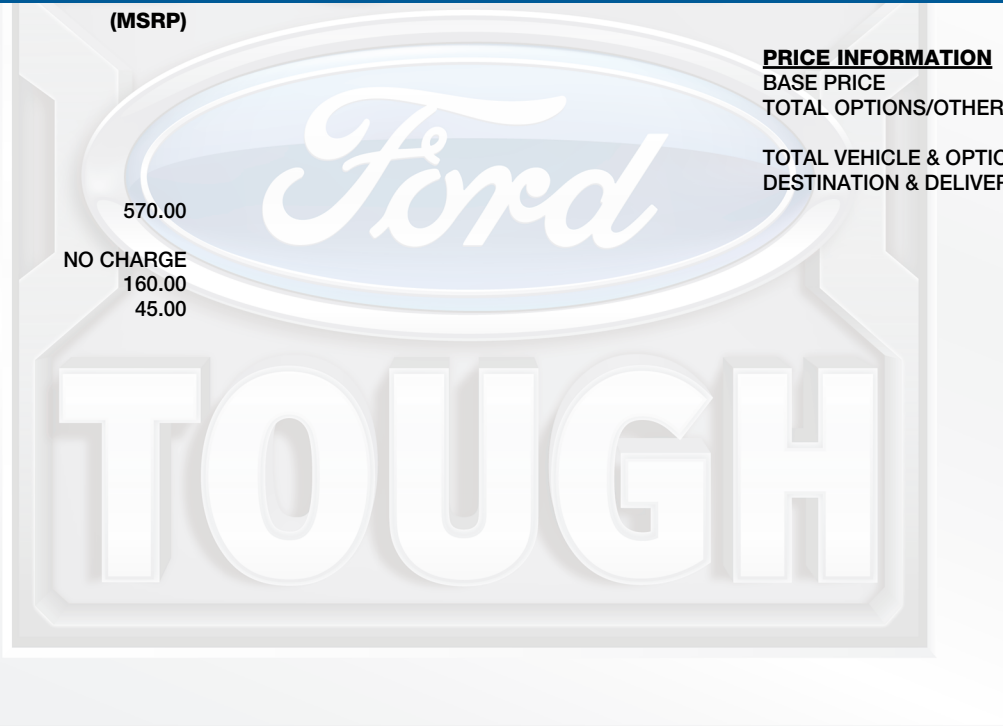 (MSRP)
570.00
NO CHARGE
160.00
45.00
PRICE INFORMATION
BASE PRICE
TOTAL OPTIONS/OTHER
TOTAL VEHICLE & OPTIO
DESTINATION & DELIVER
Ford
TOUGH